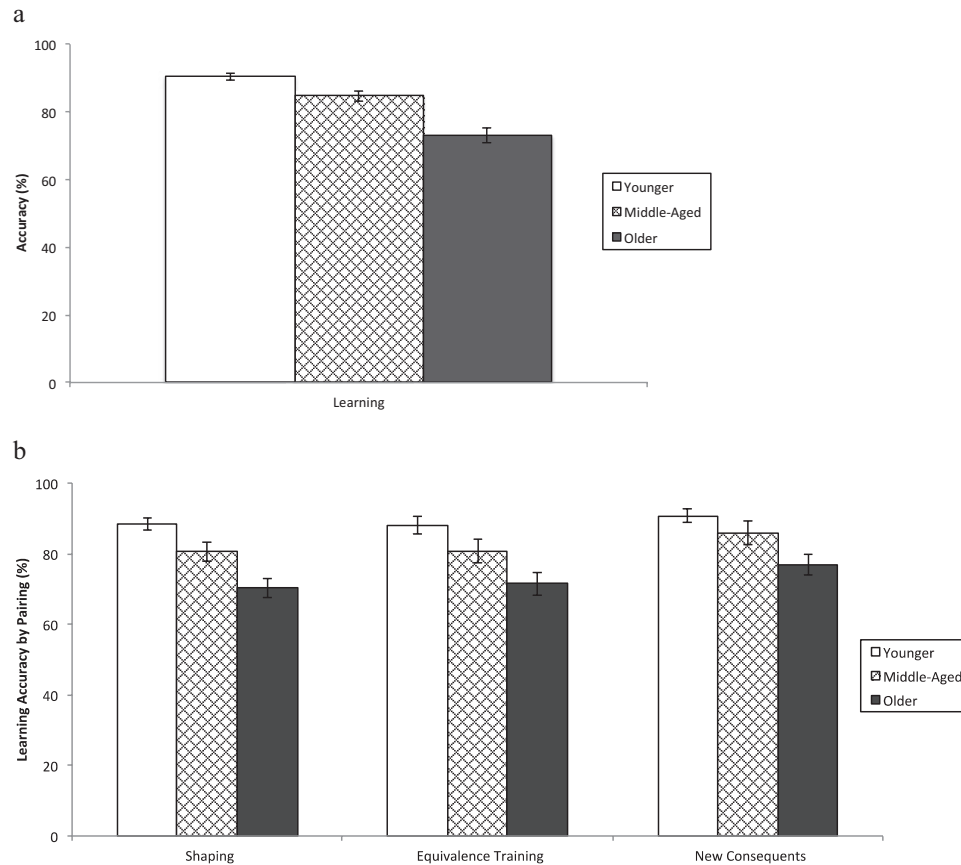 a
100
80
60
40
20
0
Accuracy (%)
Learning
Younger
Middle-Aged
Older
b
100
80
60
40
20
0
Learning Accuracy by Pairing (%)
Shaping
Equivalence Training
New Consequents
Younger
Middle-Aged
Older